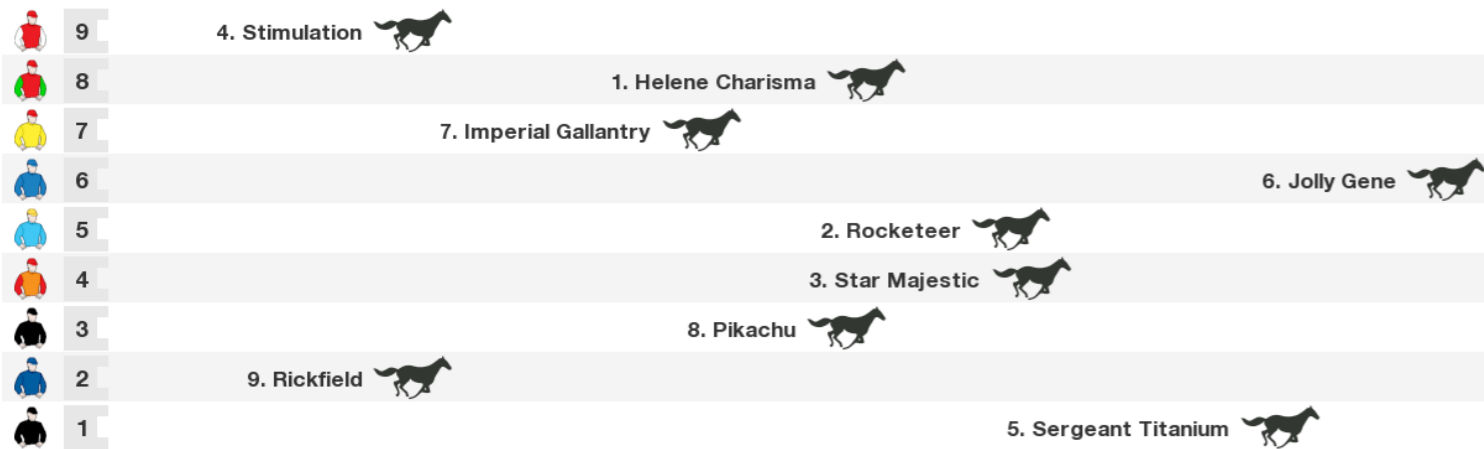 9 4. Stimulation
8 1. Helene Charisma
7 7. Imperial Gallantry
6 6. Jolly Gene
5 2. Rocketeer
4 3. Star Majestic
3 8. Pikachu
2 9. Rickfield
1 5. Sergeant Titanium